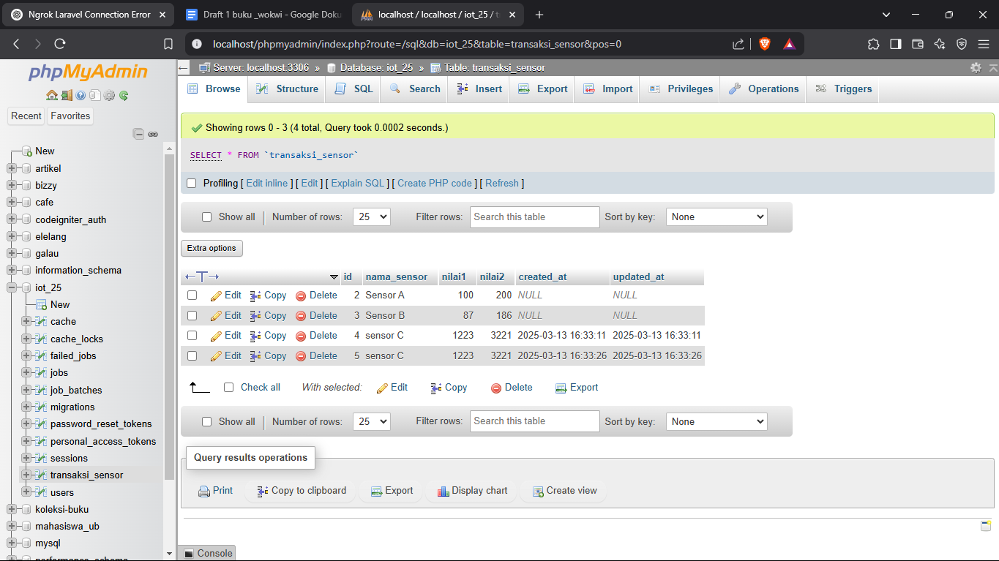 Ngrok Laravel Connection Error
Draft 1 buku _wokwi - Google Doku
localhost / localhost / iot_25 / t
localhost/phpmyadmin/index.php?route=/sql&db=iot_25&table=transaksi_sensor&pos=0
phpMyAdmin
Recent Favorites
New
artikel
bizzy
cafe
codeigniter_auth
elelang
galau
information_schema
iot_25
New
cache
cache_locks
failed_jobs
jobs
job_batches
migrations
password_reset_tokens
personal_access_tokens
sessions
transaksi_sensor
users
koleksi-buku
mahasiswa_ub
mysql
performance_schema
Server: localhost:3306 » Database: iot_25 » Table: transaksi_sensor
Browse Structure SQL Search Insert Export Import Privileges Operations Triggers
Showing rows 0 - 3 (4 total, Query took 0.0002 seconds.)
SELECT * FROM `transaksi_sensor`
Profiling [ Edit inline ] [ Edit ] [ Explain SQL ] [ Create PHP code ] [ Refresh ]
Show all Number of rows: 25 Filter rows: Search this table Sort by key: None
Extra options
←T→ id nama_sensor nilai1 nilai2 created_at updated_at
Edit Copy Delete 2 Sensor A 100 200 NULL NULL
Edit Copy Delete 3 Sensor B 87 186 NULL NULL
Edit Copy Delete 4 sensor C 1223 3221 2025-03-13 16:33:11 2025-03-13 16:33:11
Edit Copy Delete 5 sensor C 1223 3221 2025-03-13 16:33:26 2025-03-13 16:33:26
Check all With selected: Edit Copy Delete Export
Show all Number of rows: 25 Filter rows: Search this table Sort by key: None
Query results operations
Print Copy to clipboard Export Display chart Create view
Console